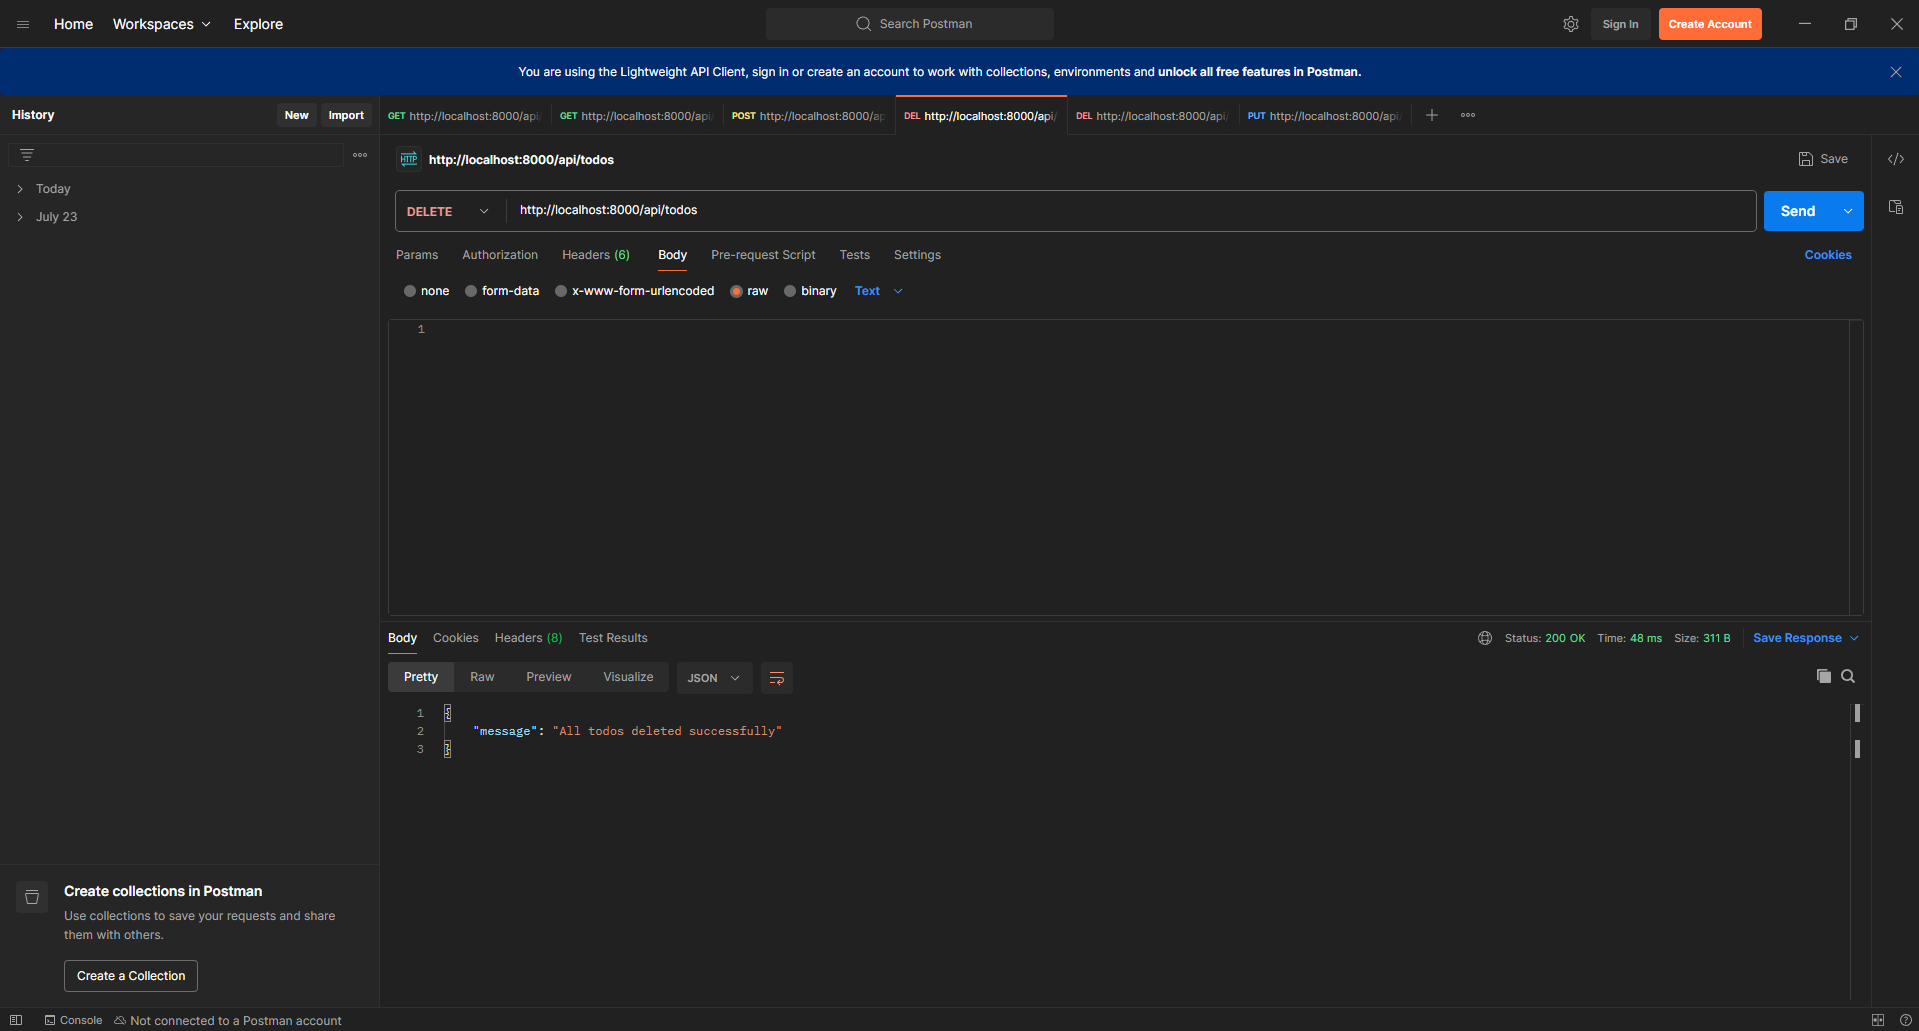 Home Workspaces Explore
Search Postman
Sign In Create Account
You are using the Lightweight API Client, sign in or create an account to work with collections, environments and unlock all free features in Postman.
History New Import
GET http://localhost:8000/api/ GET http://localhost:8000/api/ POST http://localhost:8000/ap DEL http://localhost:8000/api/ DEL http://localhost:8000/api/ PUT http://localhost:8000/api/
HTTP http://localhost:8000/api/todos Save
Today
July 23
DELETE http://localhost:8000/api/todos Send
Params Authorization Headers (6) Body Pre-request Script Tests Settings Cookies
none form-data x-www-form-urlencoded raw binary Text
1
Body Cookies Headers (8) Test Results Status: 200 OK Time: 48 ms Size: 311 B Save Response
Pretty Raw Preview Visualize JSON
1 {
2 "message": "All todos deleted successfully"
3 }
Create collections in Postman
Use collections to save your requests and share
them with others.
Create a Collection
Console Not connected to a Postman account